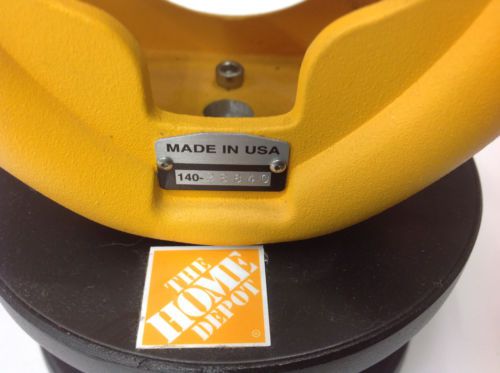 MADE IN USA
140-
THE
HOME
DEPOT
®